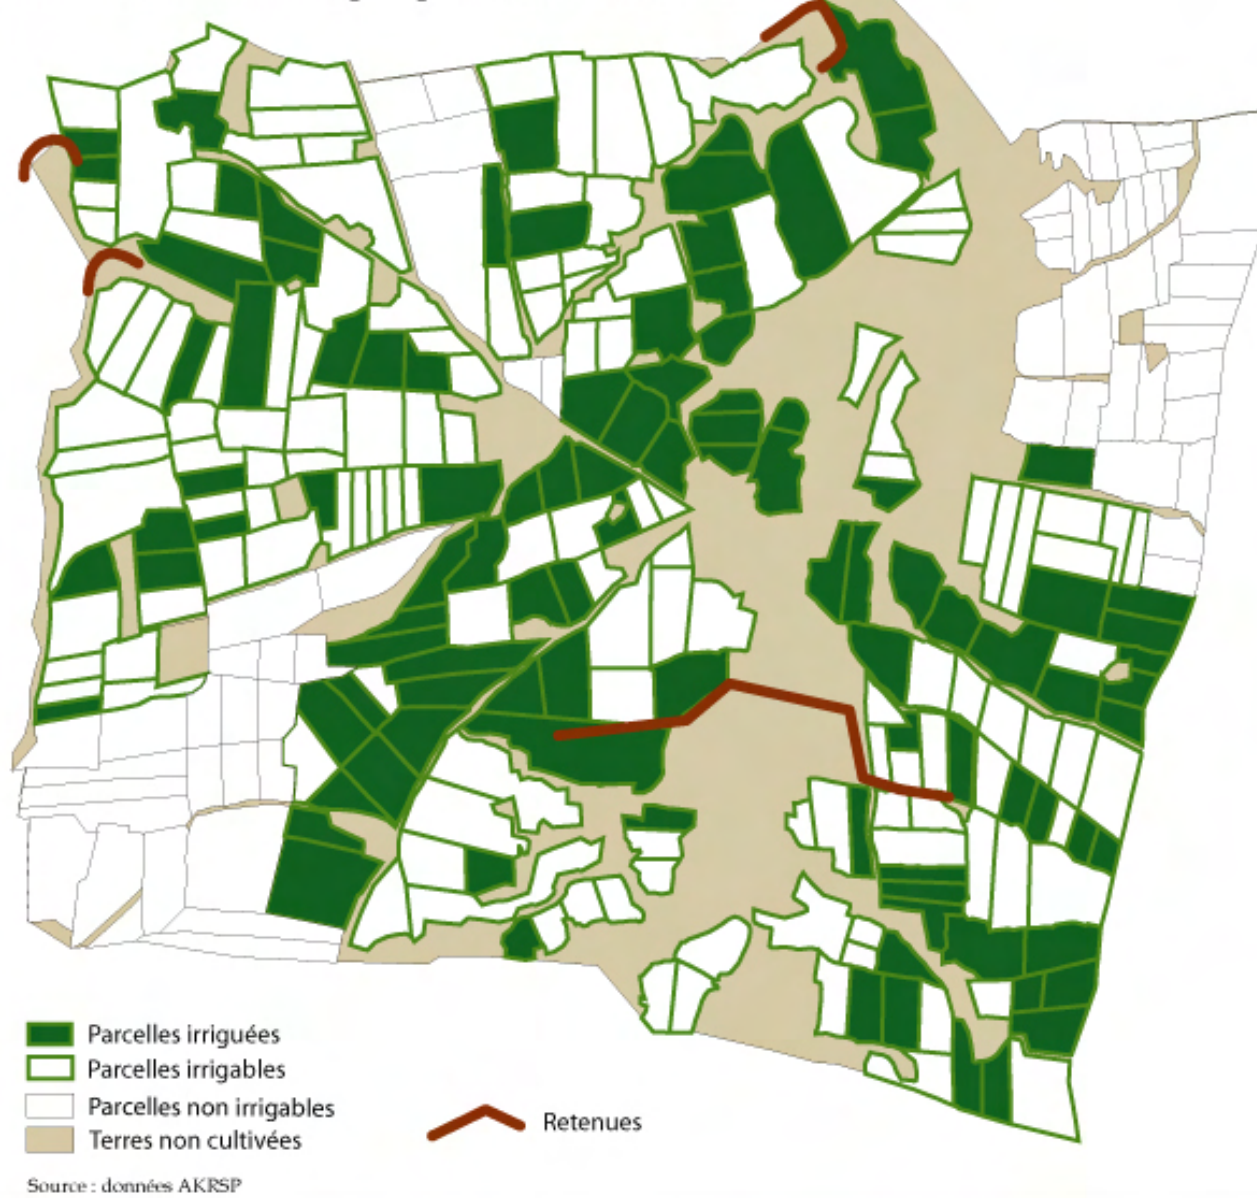 Parcelles irriguées
Parcelles irrigables
Parcelles non irrigables
Terres non cultivées
Retenues
Source : données AKRSP